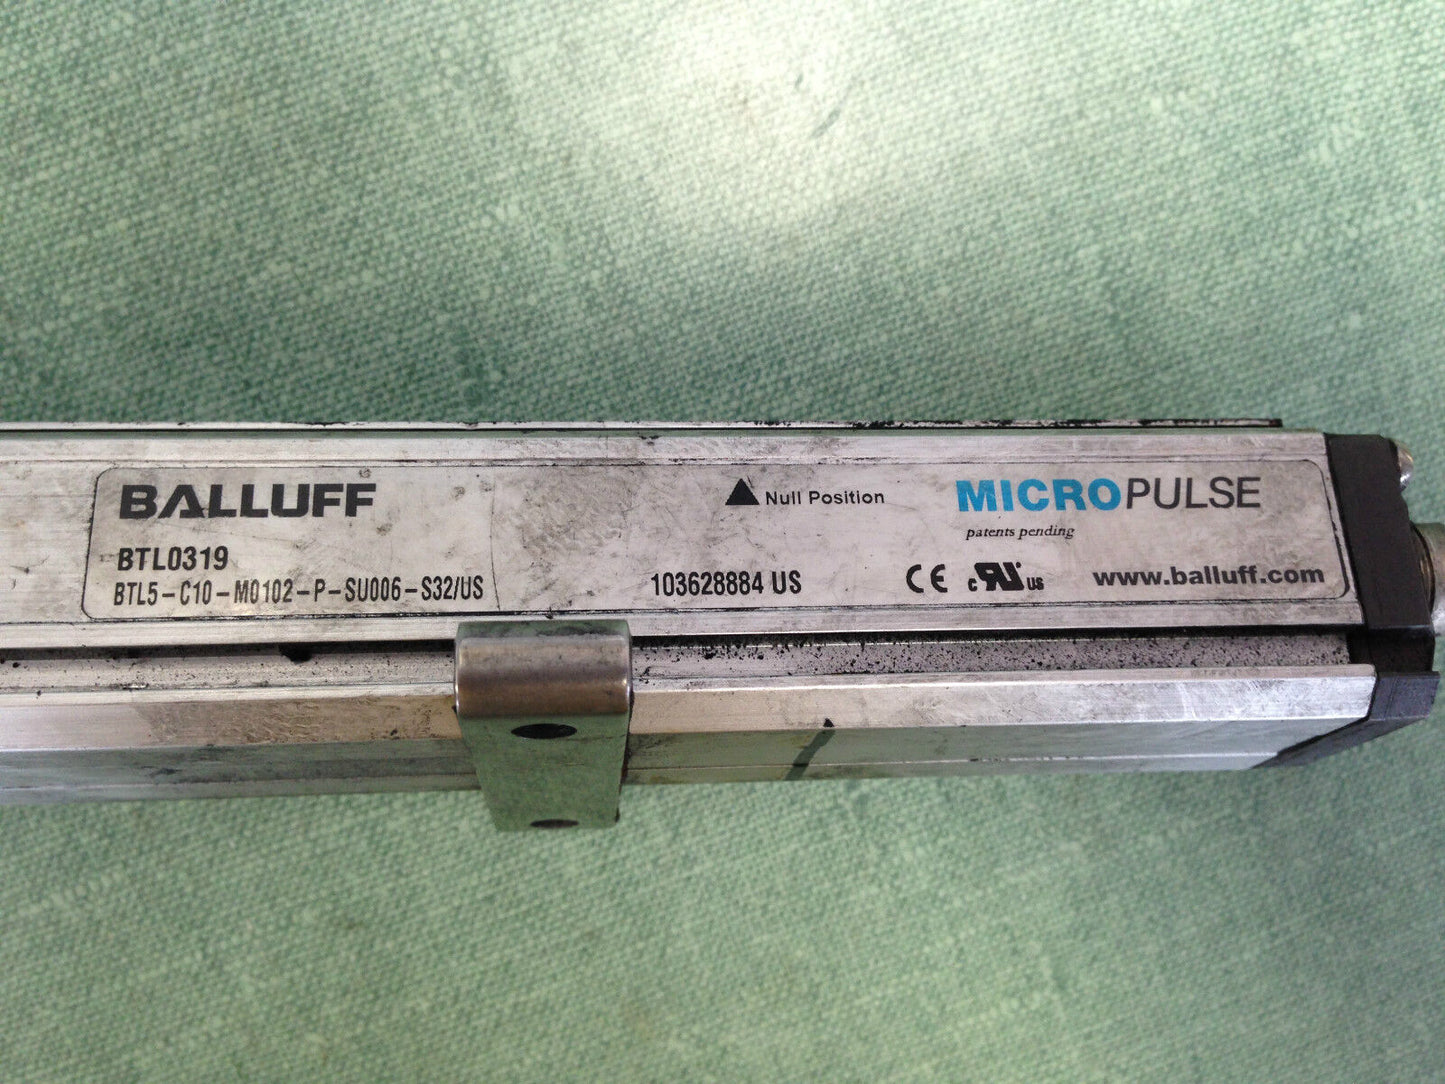 BALLUFF
BTL0319
BTL5-C10-M0102-P-SU006-S32/US
▲ Null Position
103628884 US
MICROPULSE
patents pending
CE c RU US
www.balluff.com